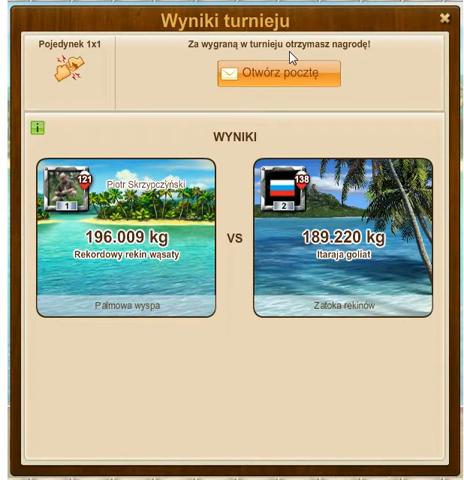 Wyniki turnieju
Pojedynek 1x1
Za wygraną w turnieju otrzymasz nagrodę!
Otwórz pocztę
i
WYNIKI
121
Piotr Skrzypczyński
1
196.009 kg
Rekordowy rekin wąsaty
Palmowa wyspa
VS
138
2
189.220 kg
Itaraja goliat
Zatoka rekinów